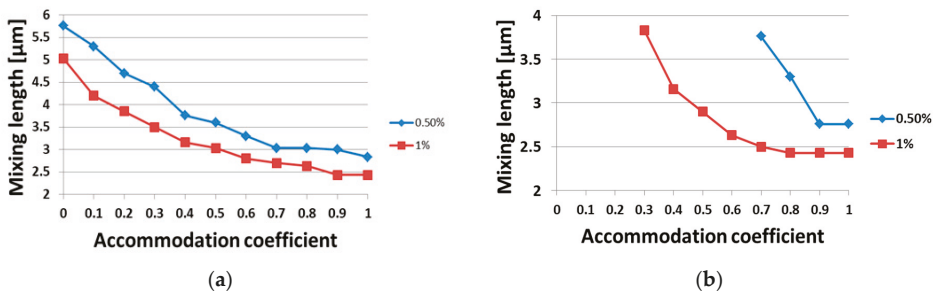 6
5.5
5
4.5
4
3.5
3
2.5
2
Mixing length [μm]
0 0.1 0.2 0.3 0.4 0.5 0.6 0.7 0.8 0.9 1
Accommodation coefficient
0.50%
1%
(a)
4
3.5
3
2.5
2
Mixing length [μm]
0 0.1 0.2 0.3 0.4 0.5 0.6 0.7 0.8 0.9 1
Accommodation coefficient
0.50%
1%
(b)